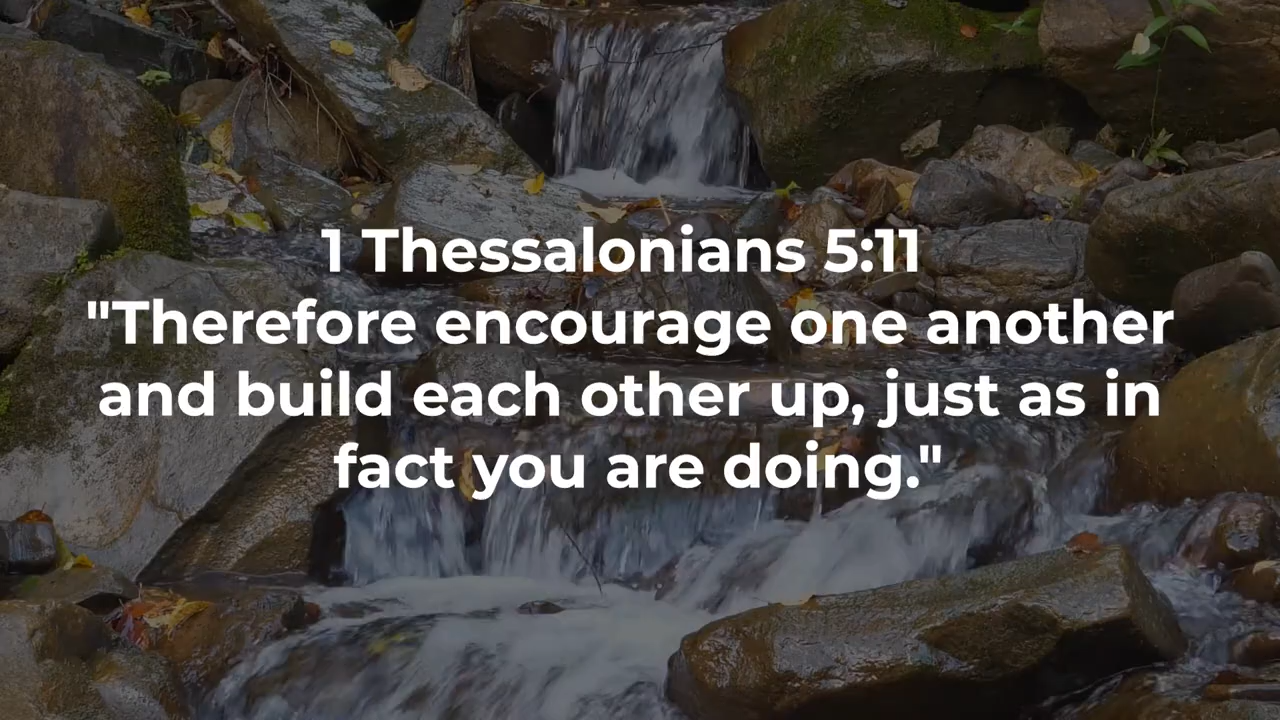 1 Thessalonians 5:11
"Therefore encourage one another
and build each other up, just as in
fact you are doing."